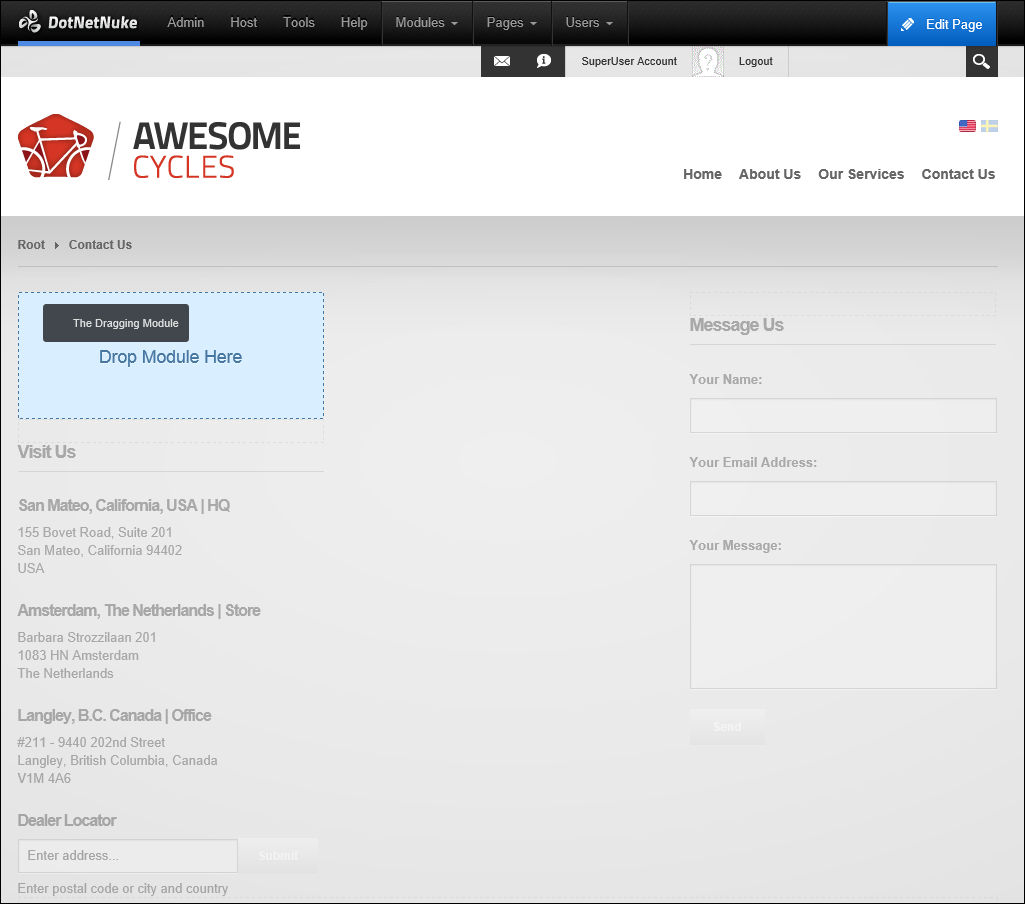 DotNetNuke
Admin Host Tools Help Modules Pages Users
Edit Page
SuperUser Account
Logout
AWESOME
CYCLES
Home About Us Our Services Contact Us
Root Contact Us
The Dragging Module
Drop Module Here
Visit Us
San Mateo, California, USA | HQ
155 Bovet Road, Suite 201
San Mateo, California 94402
USA
Amsterdam, The Netherlands | Store
Barbara Strozzilaan 201
1083 HN Amsterdam
The Netherlands
Langley, B.C. Canada | Office
#211 - 9440 202nd Street
Langley, British Columbia, Canada
V1M 4A6
Dealer Locator
Enter address...
Submit
Enter postal code or city and country
Message Us
Your Name:
Your Email Address:
Your Message:
Send